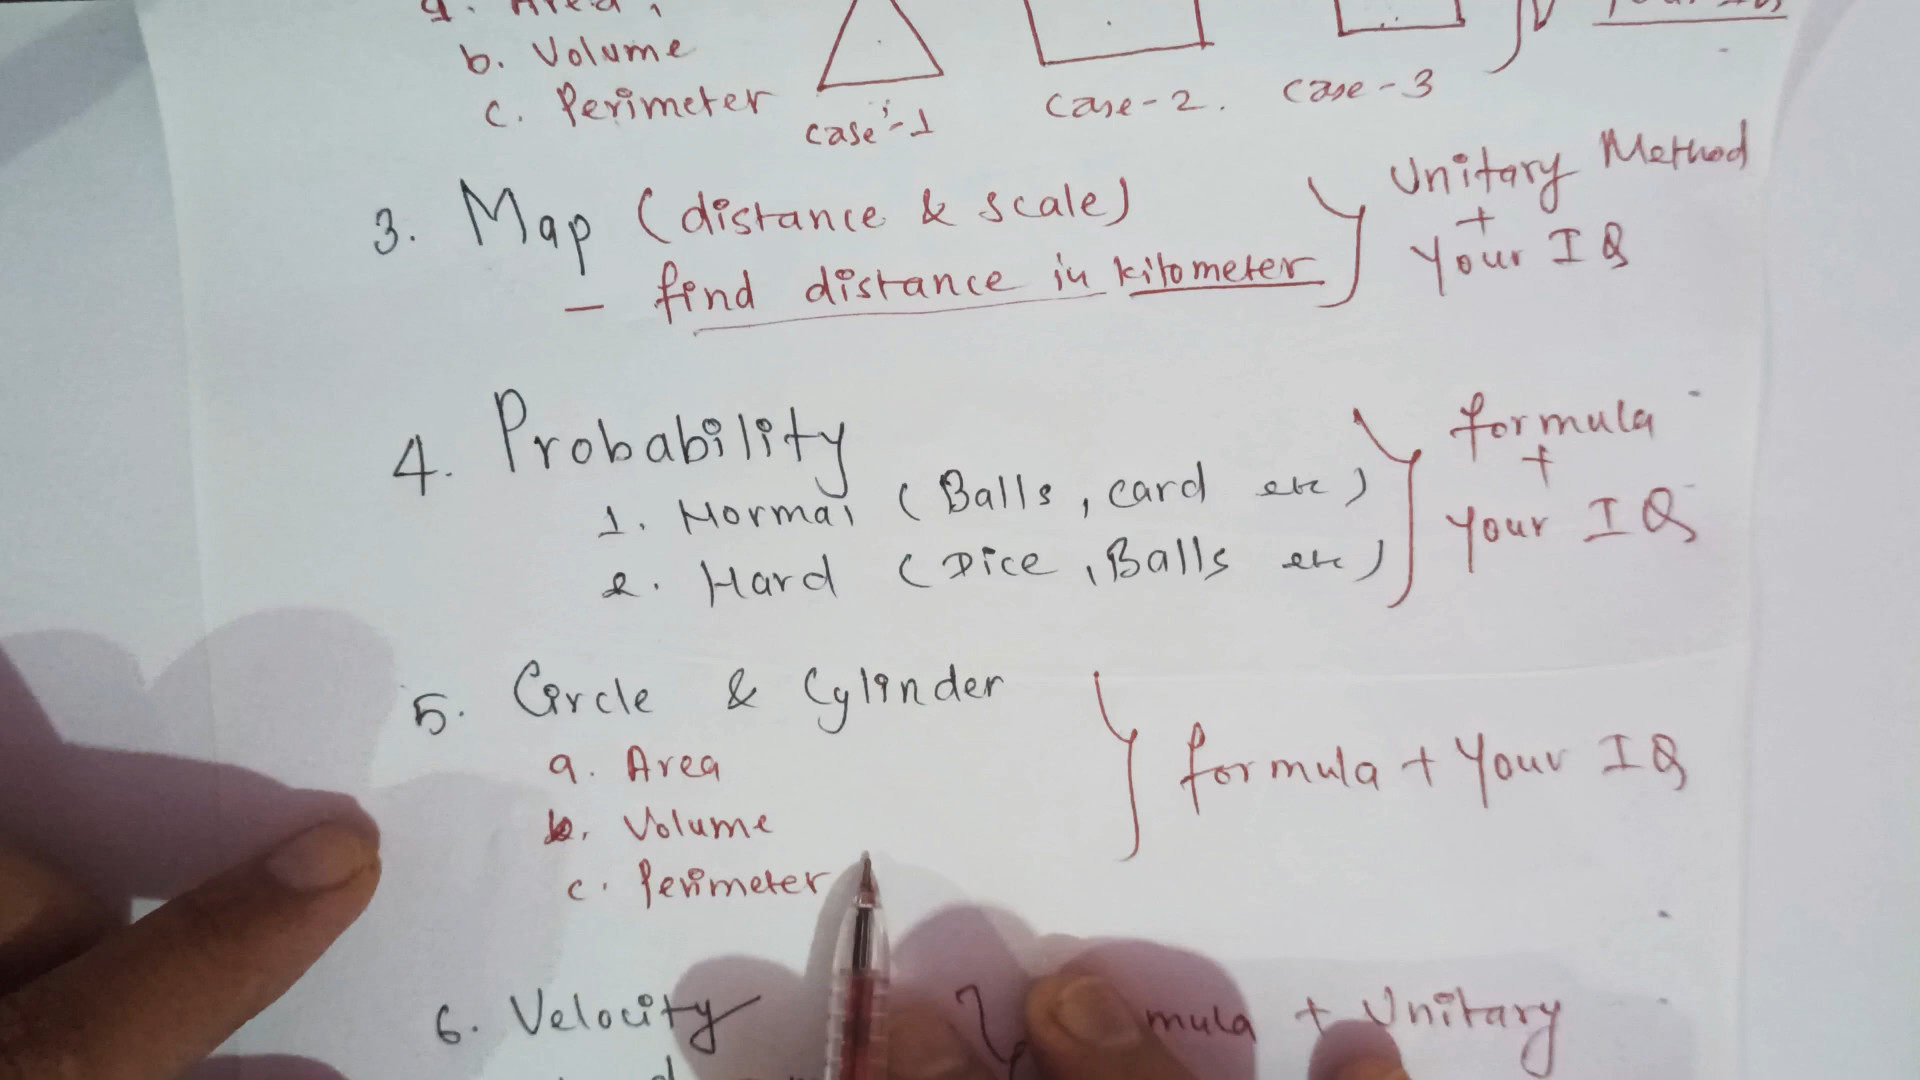 b. Volume
c. Perimeter
case-1
case-2.
case-3
3. Map (distance & scale)
- find distance in kilometer
Unitary Method
+
Your IQ
4. Probability
1. Normal (Balls, card etc)
2. Hard (Dice, Balls etc)
formula
+
Your IQ
5. Circle & Cylinder
a. Area
b. Volume
c. Perimeter
formula + Your IQ
6. Velocity
mula + Unitary